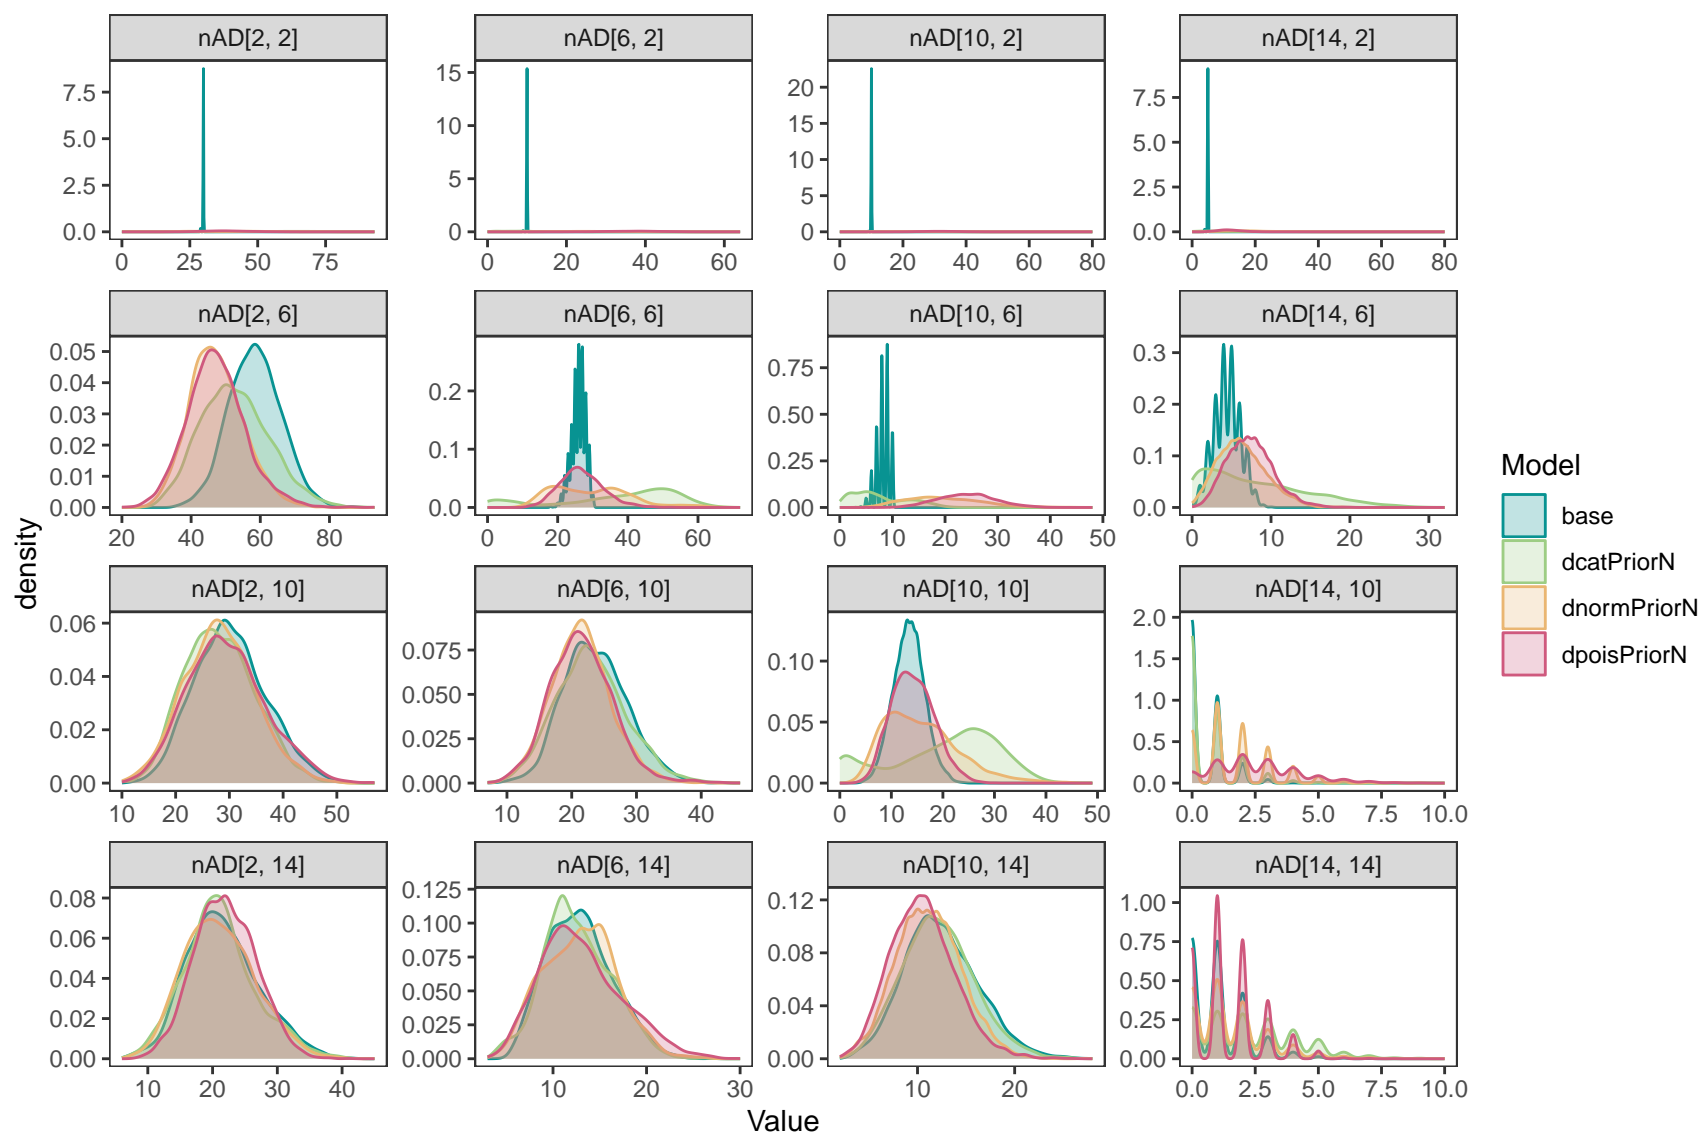 nAD[2, 2] nAD[6, 2] nAD[10, 2] nAD[14, 2]
7.5 5.0 2.5 0.0
15 10 5 0
20 15 10 5 0
7.5 5.0 2.5 0.0
0 25 50 75
0 20 40 60
0 20 40 60 80
0 20 40 60 80
nAD[2, 6] nAD[6, 6] nAD[10, 6] nAD[14, 6]
0.05 0.04 0.03 0.02 0.01 0.00
0.2 0.1 0.0
0.75 0.50 0.25 0.00
0.3 0.2 0.1 0.0
20 40 60 80
0 20 40 60
0 10 20 30 40 50
0 10 20 30
nAD[2, 10] nAD[6, 10] nAD[10, 10] nAD[14, 10]
0.06 0.04 0.02 0.00
0.075 0.050 0.025 0.000
0.10 0.05 0.00
2.0 1.5 1.0 0.5 0.0
10 20 30 40 50
10 20 30 40
0 10 20 30 40 50
0.0 2.5 5.0 7.5 10.0
nAD[2, 14] nAD[6, 14] nAD[10, 14] nAD[14, 14]
0.08 0.06 0.04 0.02 0.00
0.125 0.100 0.075 0.050 0.025 0.000
0.12 0.08 0.04 0.00
1.00 0.75 0.50 0.25 0.00
10 20 30 40
10 20 30
10 20
0.0 2.5 5.0 7.5 10.0
density
Value
Model
base
dcatPriorN
dnormPriorN
dpoisPriorN